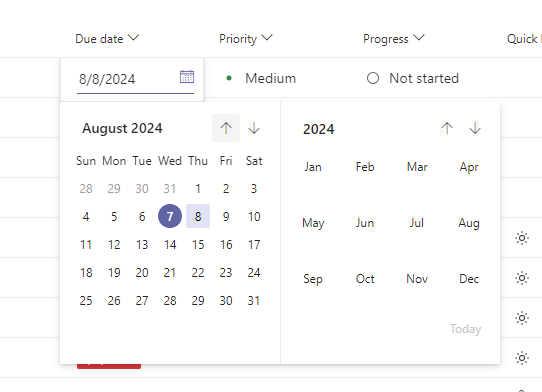 Due date Priority Progress Quick
8/8/2024 Medium Not started
August 2024
Sun Mon Tue Wed Thu Fri Sat
28 29 30 31 1 2 3
4 5 6 7 8 9 10
11 12 13 14 15 16 17
18 19 20 21 22 23 24
25 26 27 28 29 30 31
2024
Jan Feb Mar Apr
May Jun Jul Aug
Sep Oct Nov Dec
Today